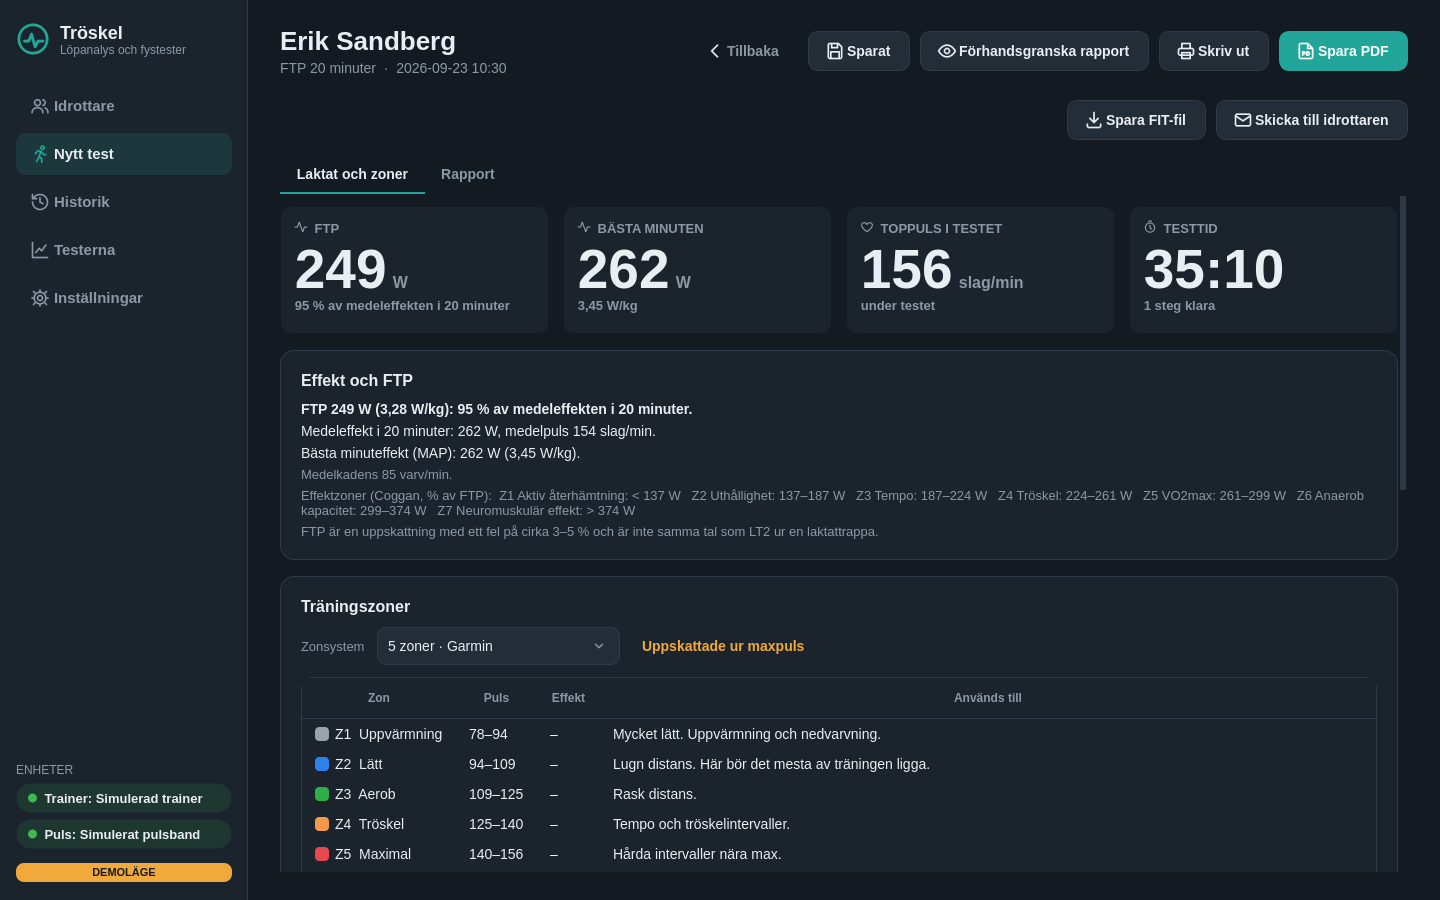 Tröskel
Löpanalys och fystester
Idrottare
Nytt test
Historik
Testerna
Inställningar
ENHETER
Trainer: Simulerad trainer
Puls: Simulerat pulsband
DEMOLÄGE
Erik Sandberg
FTP 20 minuter · 2026-09-23 10:30
Tillbaka
Sparat
Förhandsgranska rapport
Skriv ut
Spara PDF
Spara FIT-fil
Skicka till idrottaren
Laktat och zoner
Rapport
FTP
249 W
95 % av medeleffekten i 20 minuter
BÄSTA MINUTEN
262 W
3,45 W/kg
TOPPULS I TESTET
156 slag/min
under testet
TESTTID
35:10
1 steg klara
Effekt och FTP
FTP 249 W (3,28 W/kg): 95 % av medeleffekten i 20 minuter.
Medeleffekt i 20 minuter: 262 W, medelpuls 154 slag/min.
Bästa minuteffekt (MAP): 262 W (3,45 W/kg).
Medelkadens 85 varv/min.
Effektzoner (Coggan, % av FTP): Z1 Aktiv återhämtning: < 137 W Z2 Uthållighet: 137–187 W Z3 Tempo: 187–224 W Z4 Tröskel: 224–261 W Z5 VO2max: 261–299 W Z6 Anaerob
kapacitet: 299–374 W Z7 Neuromuskulär effekt: > 374 W
FTP är en uppskattning med ett fel på cirka 3–5 % och är inte samma tal som LT2 ur en laktattrappa.
Träningszoner
Zonsystem 5 zoner · Garmin Uppskattade ur maxpuls
Zon Puls Effekt Används till
Z1 Uppvärmning 78–94 – Mycket lätt. Uppvärmning och nedvarvning.
Z2 Lätt 94–109 – Lugn distans. Här bör det mesta av träningen ligga.
Z3 Aerob 109–125 – Rask distans.
Z4 Tröskel 125–140 – Tempo och tröskelintervaller.
Z5 Maximal 140–156 – Hårda intervaller nära max.